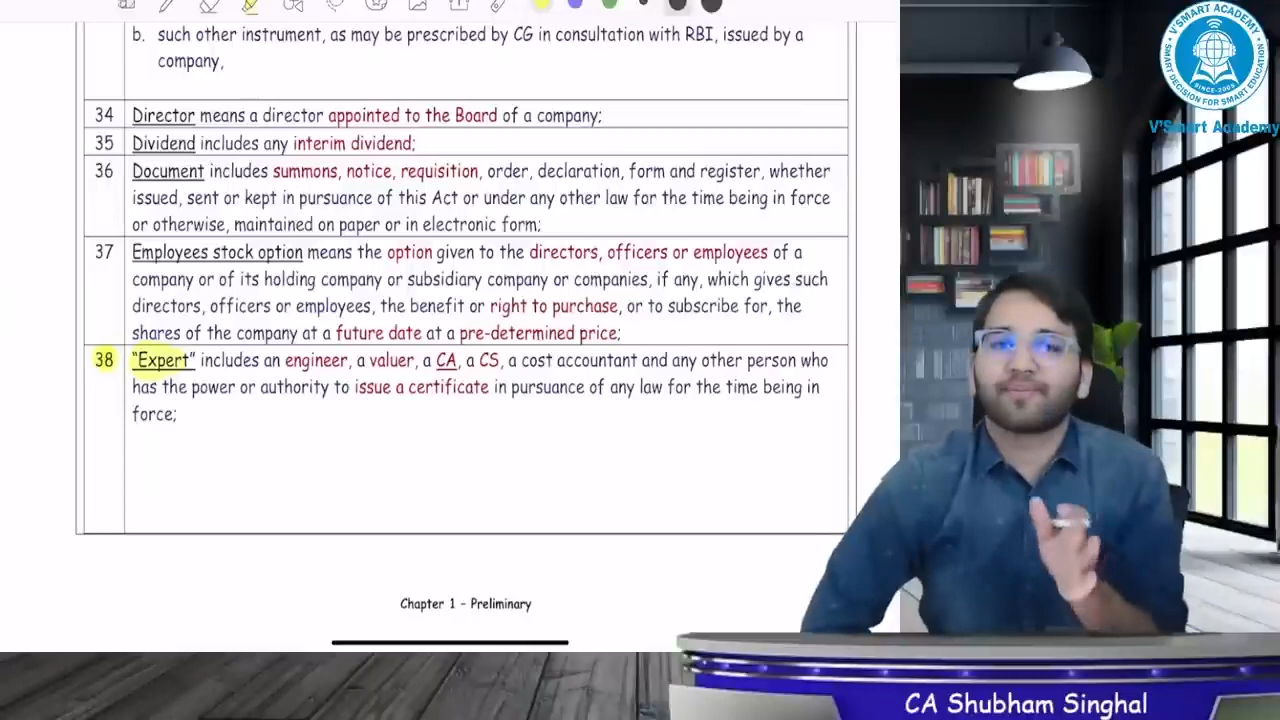 b. such other instrument, as may be prescribed by CG in consultation with RBI, issued by a
company,
34 Director means a director appointed to the Board of a company;
35 Dividend includes any interim dividend;
36 Document includes summons, notice, requisition, order, declaration, form and register, whether
issued, sent or kept in pursuance of this Act or under any other law for the time being in force
or otherwise, maintained on paper or in electronic form;
37 Employees stock option means the option given to the directors, officers or employees of a
company or of its holding company or subsidiary company or companies, if any, which gives such
directors, officers or employees, the benefit or right to purchase, or to subscribe for, the
shares of the company at a future date at a pre-determined price;
38 "Expert" includes an engineer, a valuer, a CA, a CS, a cost accountant and any other person who
has the power or authority to issue a certificate in pursuance of any law for the time being in
force;
Chapter 1 – Preliminary
V'SMART ACADEMY
SMART DECISION FOR SMART EDUCATION
SINCE-2005
V'Smart Academy
CA Shubham Singhal